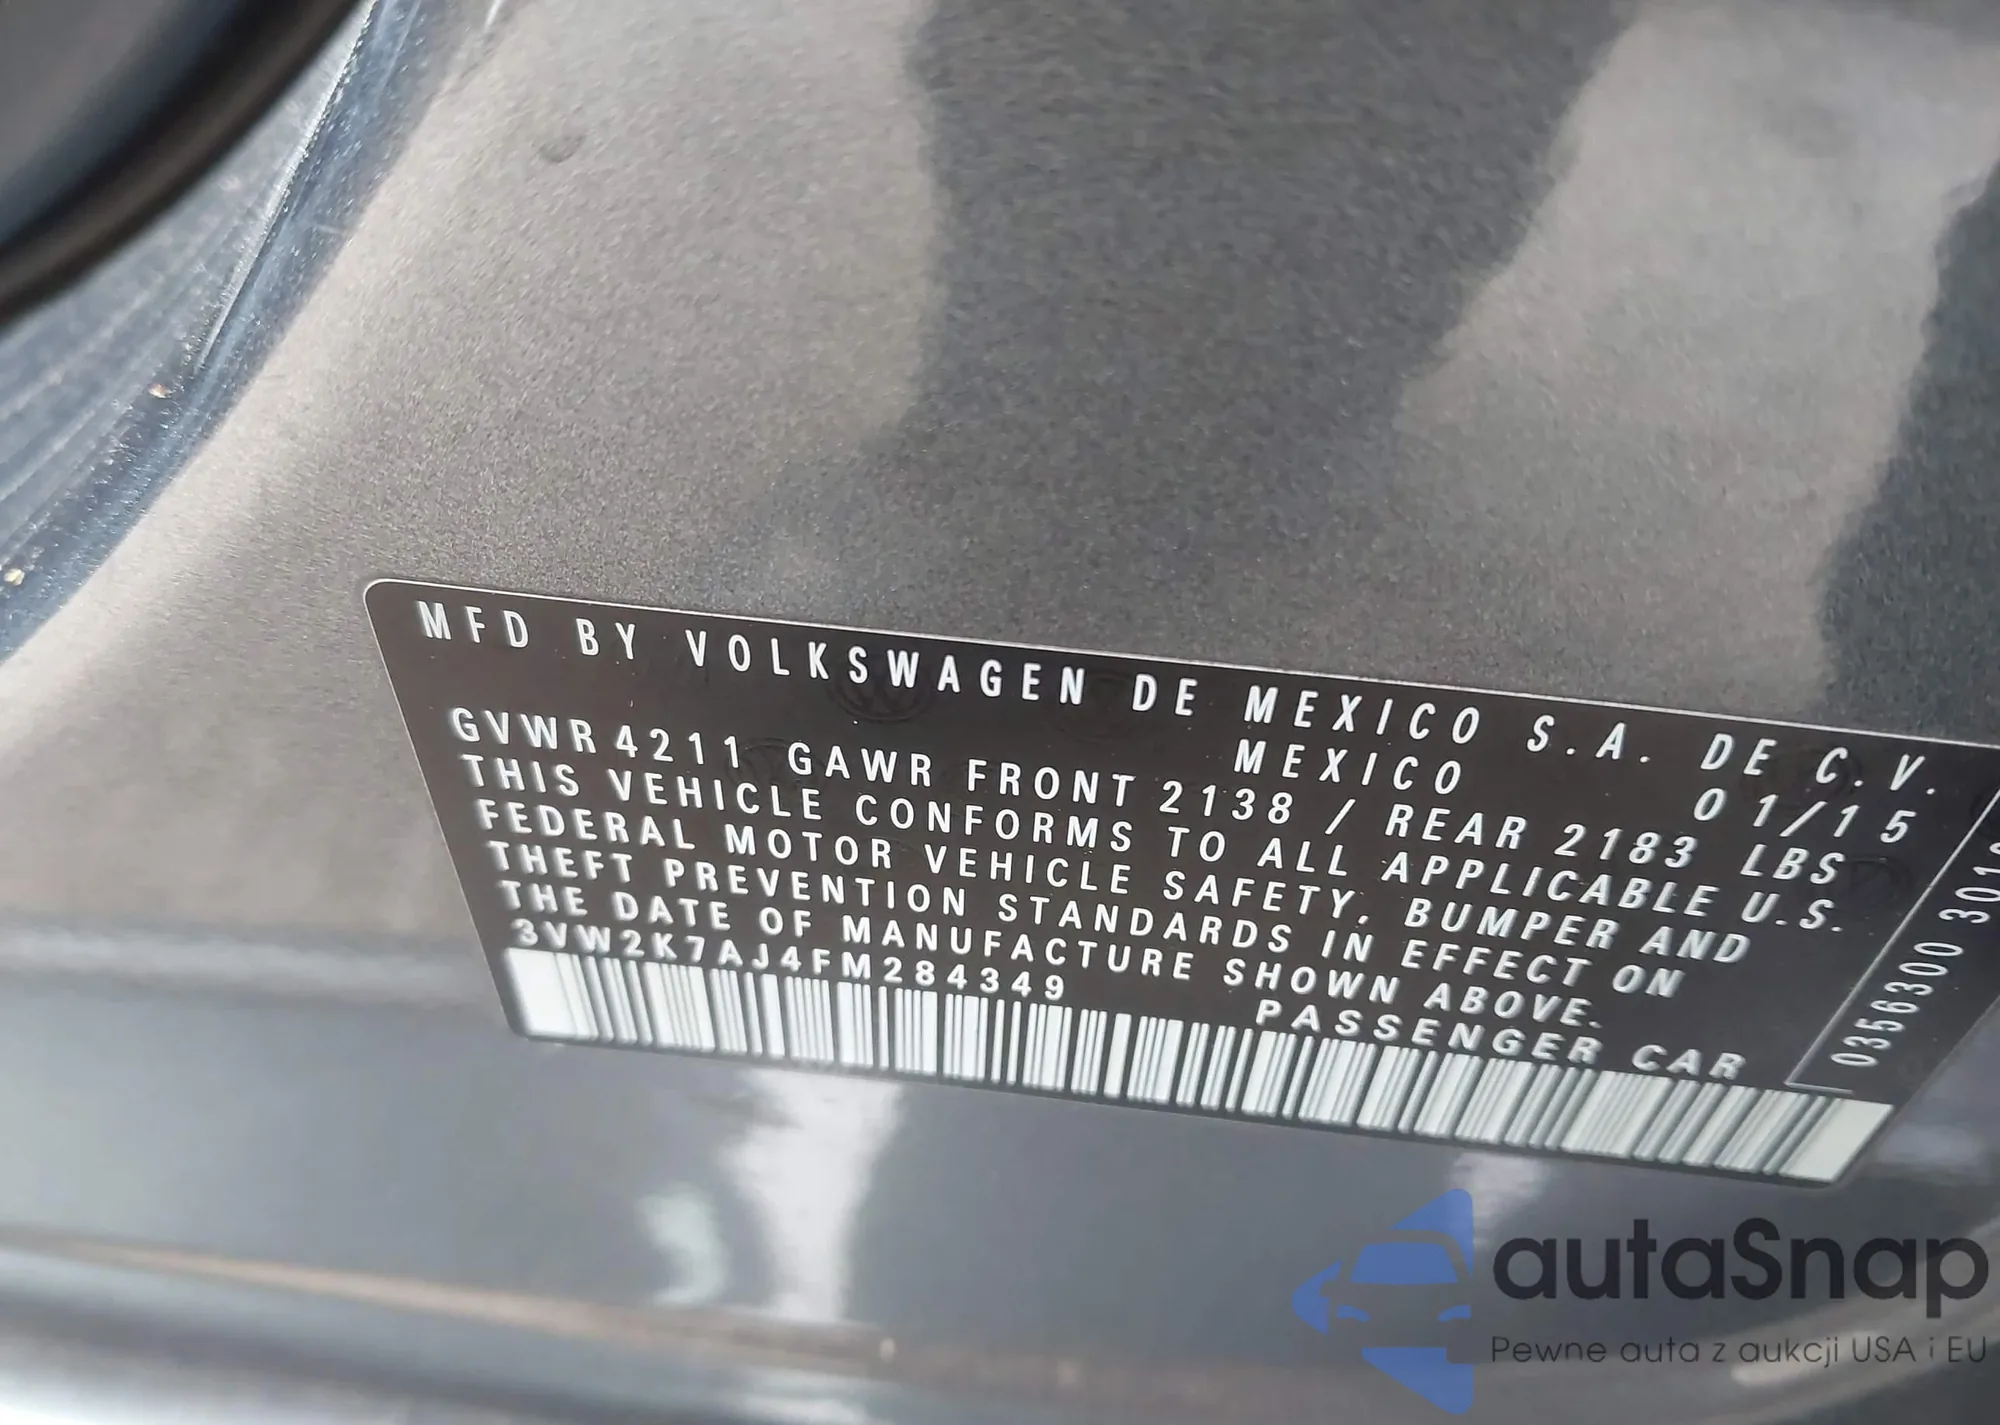 MFD BY VOLKSWAGEN DE MEXICO S.A. DE C.V.
MEXICO 01/15
GVWR 4211 GAWR FRONT 2138 / REAR 2183 LBS
THIS VEHICLE CONFORMS TO ALL APPLICABLE U.S.
FEDERAL MOTOR VEHICLE SAFETY, BUMPER AND
THEFT PREVENTION STANDARDS IN EFFECT ON
THE DATE OF MANUFACTURE SHOWN ABOVE.
3VW2K7AJ4FM284349 PASSENGER CAR
0356300
autaSnap
Pewne auta z aukcji USA i EU